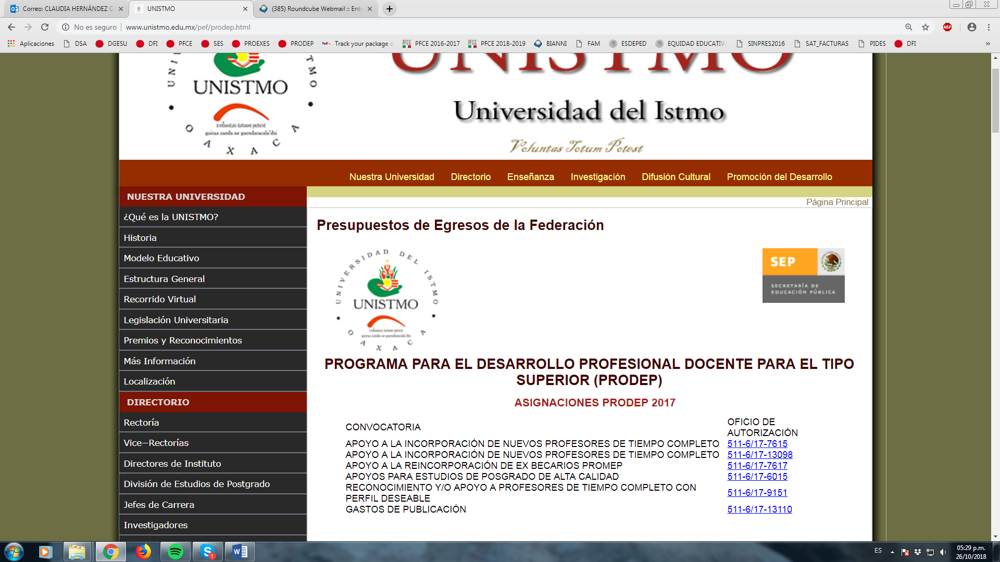 Correo: CLAUDIA HERNÁNDEZ C
UNISTMO
(385) Roundcube Webmail :: Entr
No es seguro
www.unistmo.edu.mx/pef/prodep.html
ABP
Aplicaciones
DSA
DGESU
DFI
PFCE
SES
PROEXES
PRODEP
Track your package o
PFCE 2016-2017
PFCE 2018-2019
BIANNI
FAM
ESDEPED
EQUIDAD EDUCATIVA
SINPRES2016
SAT_FACTURAS
PIDES
DFI
»
UNISTMO
UNI ISTMO
UNISTMO
voluntas totum potest
guiraa zanda ne guendaracala'dxi
OAXACA
Universidad del Istmo
Voluntas Totum Potest
Nuestra Universidad
Directorio
Enseñanza
Investigación
Difusión Cultural
Promoción del Desarrollo
NUESTRA UNIVERSIDAD
¿Qué es la UNISTMO?
Historia
Modelo Educativo
Estructura General
Recorrido Virtual
Legislación Universitaria
Premios y Reconocimientos
Más Información
Localización
DIRECTORIO
Rectoría
Vice-Rectorías
Directores de Instituto
División de Estudios de Postgrado
Jefes de Carrera
Investigadores
Página Principal
Presupuestos de Egresos de la Federación
UNIVERSIDAD DEL ISTMO
UNISTMO
voluntas totum potest
guiraa zanda ne guendaracala'dxi
OAXACA
SEP
SECRETARÍA DE
EDUCACIÓN PÚBLICA
PROGRAMA PARA EL DESARROLLO PROFESIONAL DOCENTE PARA EL TIPO
SUPERIOR (PRODEP)
ASIGNACIONES PRODEP 2017
CONVOCATORIA
OFICIO DE
AUTORIZACIÓN
APOYO A LA INCORPORACIÓN DE NUEVOS PROFESORES DE TIEMPO COMPLETO 511-6/17-7615
APOYO A LA INCORPORACIÓN DE NUEVOS PROFESORES DE TIEMPO COMPLETO 511-6/17-13098
APOYO A LA REINCORPORACIÓN DE EX BECARIOS PROMEP 511-6/17-7617
APOYOS PARA ESTUDIOS DE POSGRADO DE ALTA CALIDAD 511-6/17-6015
RECONOCIMIENTO Y/O APOYO A PROFESORES DE TIEMPO COMPLETO CON
PERFIL DESEABLE
511-6/17-9151
GASTOS DE PUBLICACIÓN 511-6/17-13110
1
ES
05:29 p.m.
26/10/2018